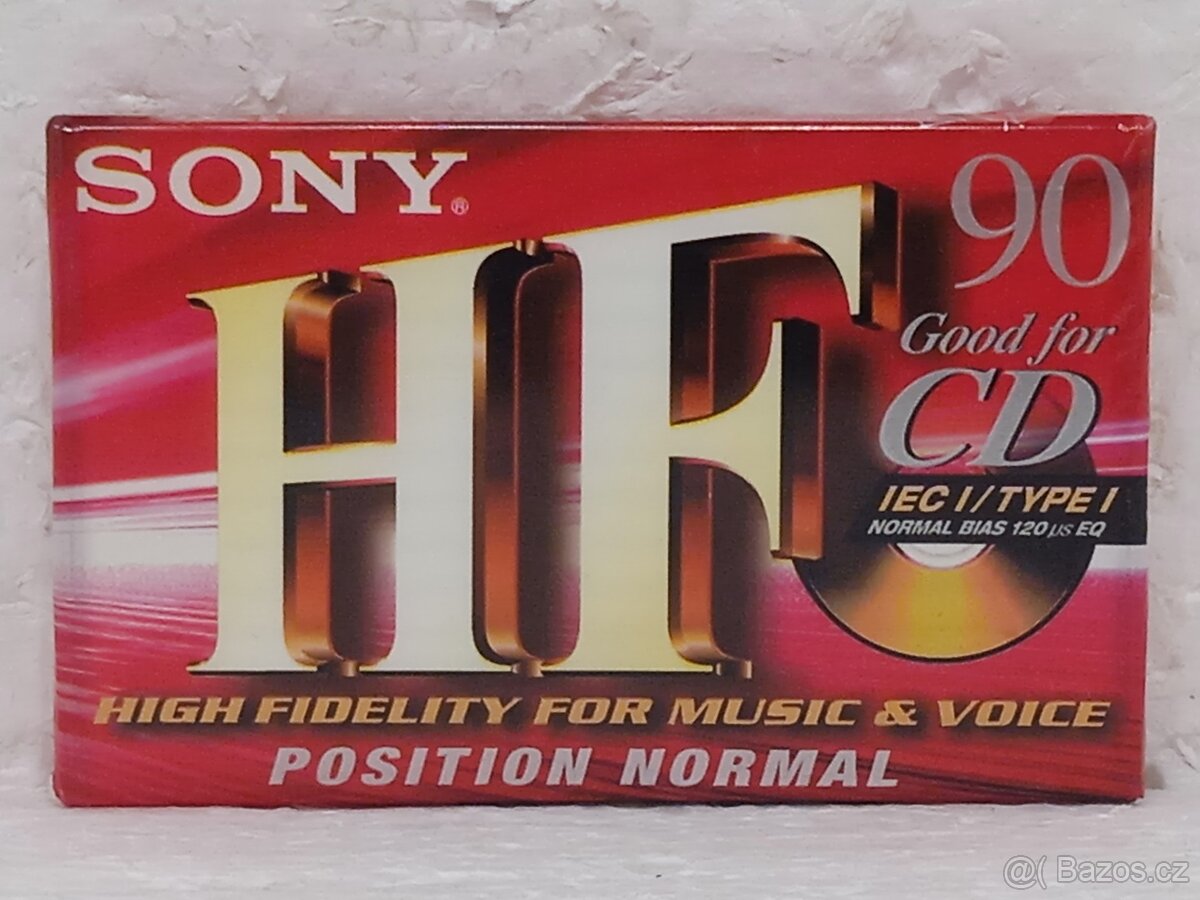 SONY®
90
HF
Good for
CD
IEC I/TYPE I
NORMAL BIAS 120 µs EQ
HIGH FIDELITY FOR MUSIC & VOICE
POSITION NORMAL
@( Bazos.cz